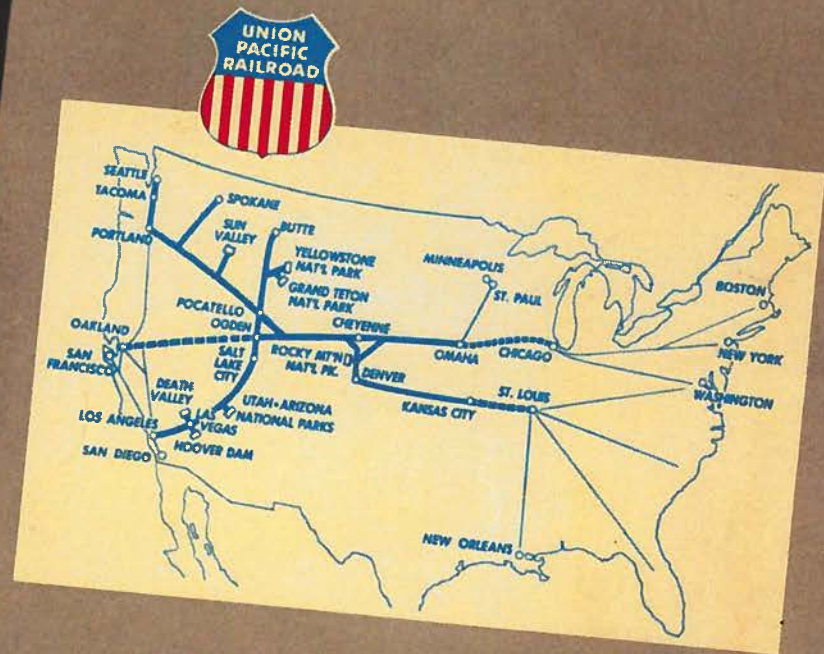 UNION
PACIFIC
RAILROAD
SEATTLE
TACOMA
PORTLAND
SPOKANE
SUN
VALLEY
BUTTE
YELLOWSTONE
NAT'L PARK
GRAND TETON
NAT'L PARK
MINNEAPOLIS
ST. PAUL
BOSTON
POCATELLO
OGDEN
CHEYENNE
OAKLAND
SAN
FRANCISCO
SALT
LAKE
CITY
ROCKY MT'N
NAT'L PK.
DENVER
OMAHA
CHICAGO
NEW YORK
WASHINGTON
DEATH
VALLEY
LAS
VEGAS
UTAH-ARIZONA
NATIONAL PARKS
KANSAS CITY
ST. LOUIS
LOS ANGELES
HOOVER DAM
SAN DIEGO
NEW ORLEANS